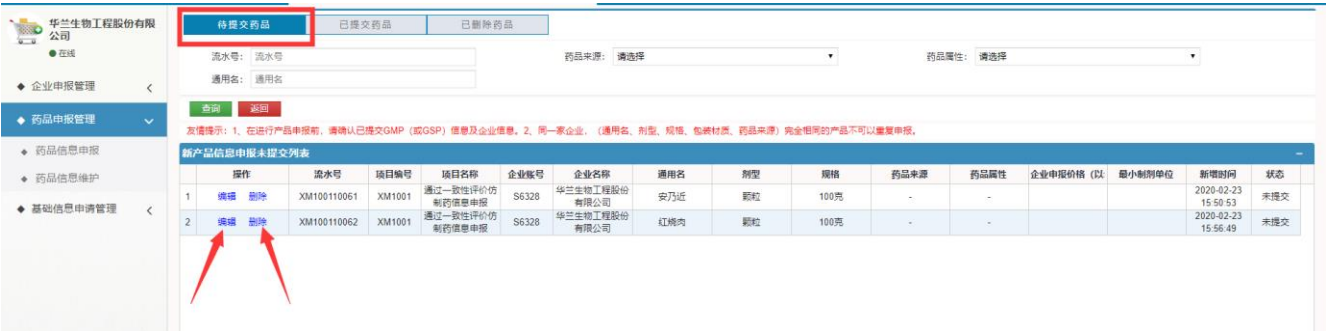 华兰生物工程股份有限
公司
在线
企业申报管理
药品申报管理
药品信息申报
药品信息维护
基础信息申请管理
待提交药品 已提交药品 已删除药品
流水号: 流水号 药品来源: 请选择 药品属性: 请选择
通用名: 通用名
查询 返回
友情提示: 1、在进行产品申报前, 请确认已提交GMP (或GSP) 信息及企业信息。2、同一家企业, (通用名、剂型、规格、包装材质、药品来源) 完全相同的产品不可以重复申报。
新产品信息申报未提交列表
操作 流水号 项目编号 项目名称 企业账号 企业名称 通用名 剂型 规格 药品来源 药品属性 企业申报价格 (以 最小制剂单位 新增时间 状态
1 编辑 删除 XM100110061 XM1001 通过一致性评价仿制药信息申报 S6328 华兰生物工程股份有限公司 安乃近 颗粒 100克 - - 2020-02-23 15:50:53 未提交
2 编辑 删除 XM100110062 XM1001 通过一致性评价仿制药信息申报 S6328 华兰生物工程股份有限公司 红烧肉 颗粒 100克 - - 2020-02-23 15:56:49 未提交